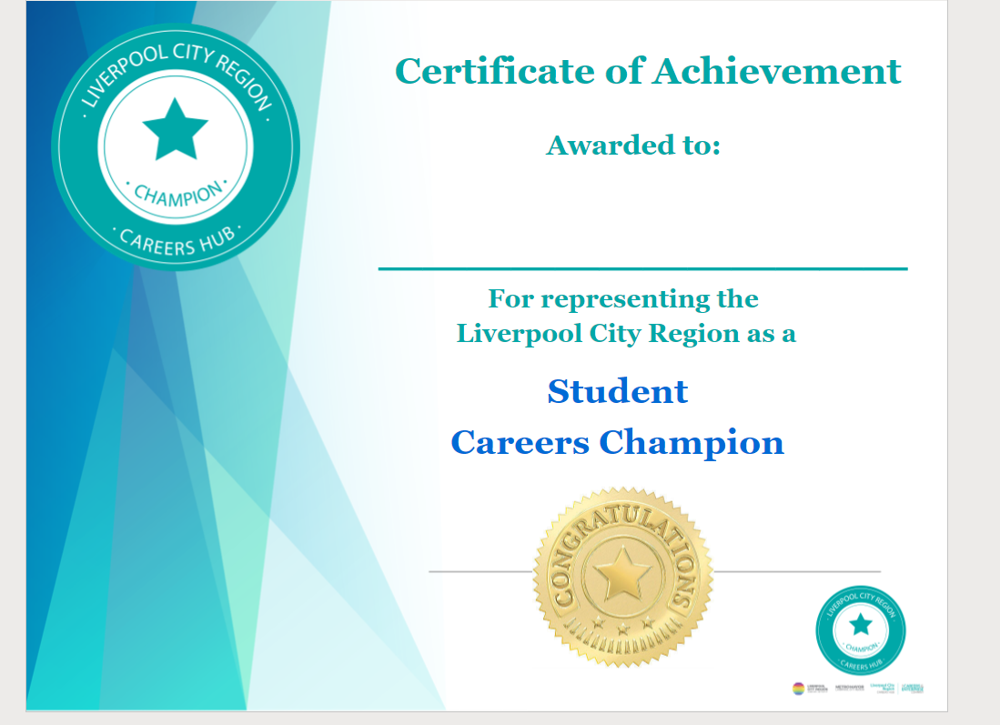 LIVERPOOL CITY REGION
CHAMPION
CAREERS HUB
Certificate of Achievement
Awarded to:
For representing the
Liverpool City Region as a
Student
Careers Champion
CONGRATULATIONS
LIVERPOOL CITY REGION
CHAMPION
CAREERS HUB